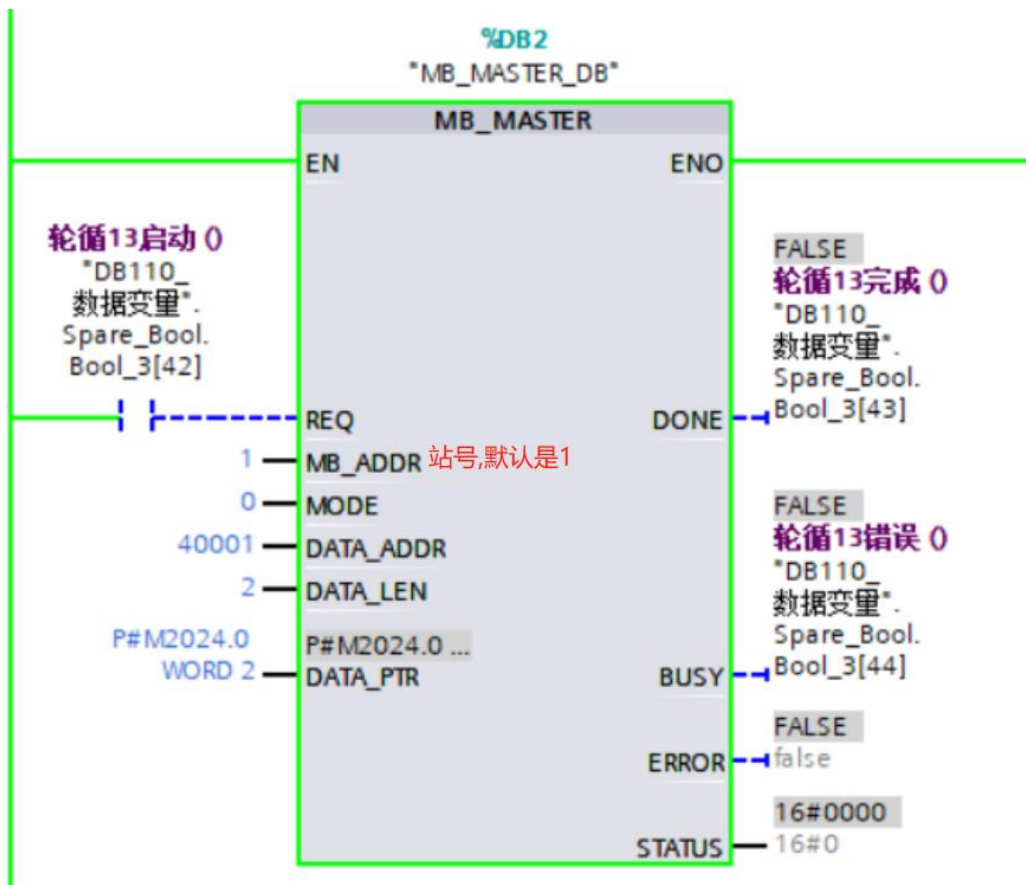 %DB2
"MB_MASTER_DB"
MB_MASTER
EN
ENO
轮循13启动 ()
"DB110_
数据变量".
Spare_Bool.
Bool_3[42]
REQ
FALSE
轮循13完成 ()
"DB110_
数据变量".
Spare_Bool.
Bool_3[43]
DONE
1
MB_ADDR
站号,默认是1
0
MODE
40001
DATA_ADDR
2
DATA_LEN
P#M2024.0
WORD 2
P#M2024.0 ...
DATA_PTR
FALSE
轮循13错误 ()
"DB110_
数据变量".
Spare_Bool.
Bool_3[44]
BUSY
FALSE
false
ERROR
16#0000
16#0
STATUS